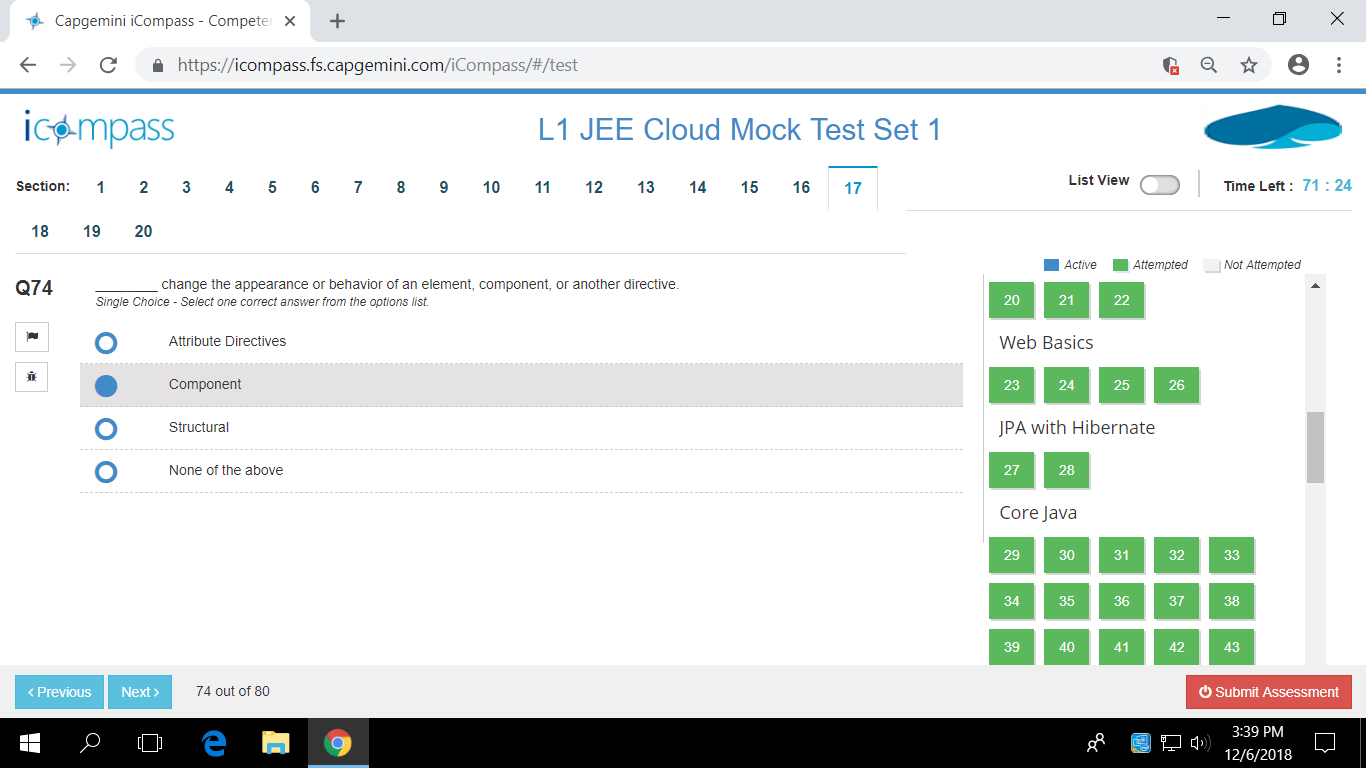 Capgemini iCompass - Competen
https://icompass.fs.capgemini.com/iCompass/#/test
icompass
L1 JEE Cloud Mock Test Set 1
Section: 1 2 3 4 5 6 7 8 9 10 11 12 13 14 15 16 17
List View
Time Left : 71 : 24
18 19 20
Active Attempted Not Attempted
Q74
________ change the appearance or behavior of an element, component, or another directive.
Single Choice - Select one correct answer from the options list.
Attribute Directives
Component
Structural
None of the above
20 21 22
Web Basics
23 24 25 26
JPA with Hibernate
27 28
Core Java
29 30 31 32 33
34 35 36 37 38
39 40 41 42 43
‹ Previous Next › 74 out of 80
Submit Assessment
3:39 PM
12/6/2018